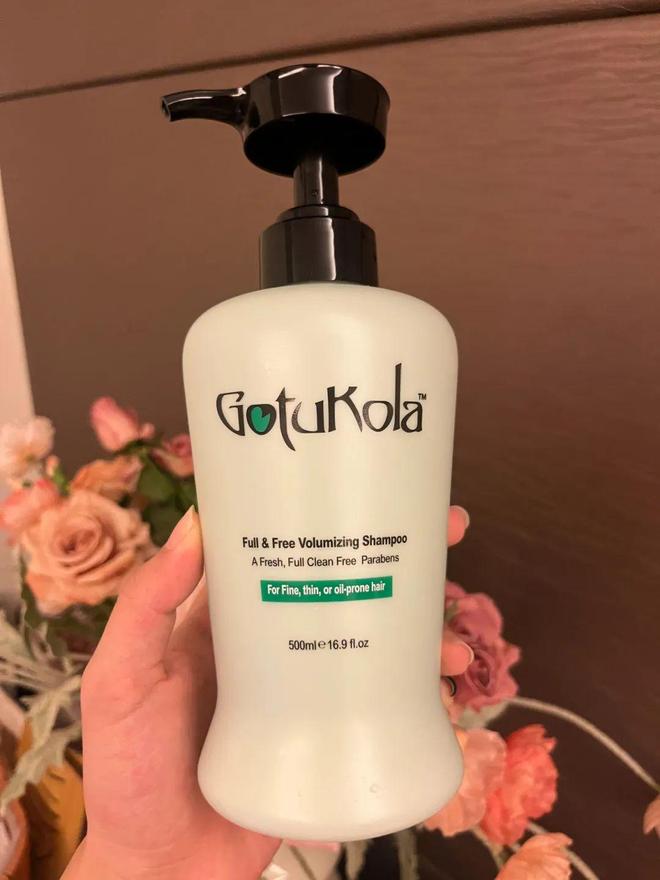 GotuKola™
Full & Free Volumizing Shampoo
A Fresh, Full Clean Free Parabens
For Fine, thin, or oil-prone hair
500ml℮16.9 fl.oz